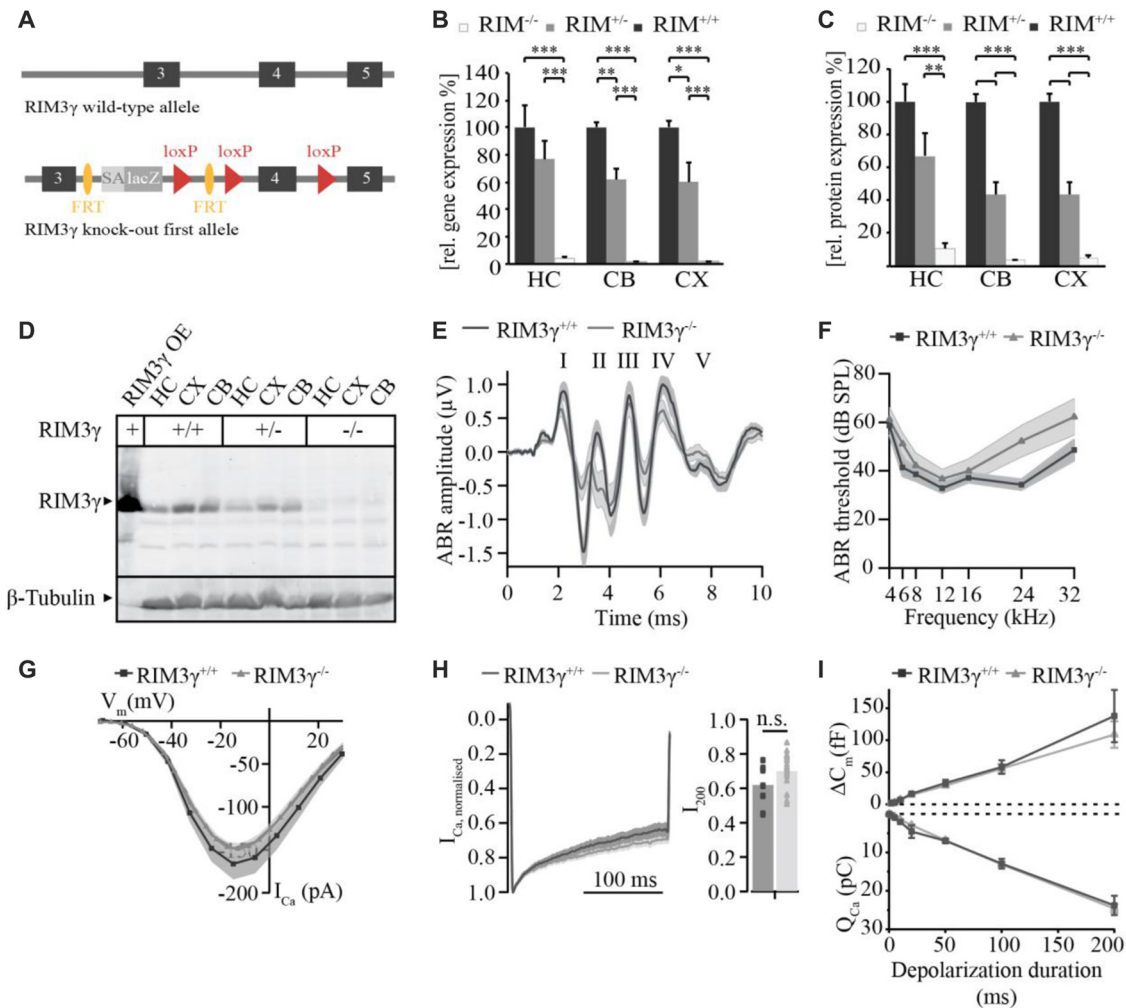 A
3 4 5
RIM3γ wild-type allele
loxP loxP loxP
3 SA lacZ 4 5
FRT FRT
RIM3γ knock-out first allele
B
RIM-/- RIM+/- RIM+/+
*** *** ***
*** ** *** * ***
[rel. gene expression %]
140
120
100
80
60
40
20
0
HC CB CX
C
RIM-/- RIM+/- RIM+/+
*** *** ***
**
[rel. protein expression %]
120
100
80
60
40
20
0
HC CB CX
D
RIM3γ OE HC CX CB HC CX CB HC CX CB
RIM3γ + +/+ +/- -/-
RIM3γ
β-Tubulin
E
RIM3γ+/+ RIM3γ-/-
I II III IV V
ABR amplitude (µV)
1.0
0.5
0.0
-0.5
-1.0
-1.5
0 2 4 6 8 10
Time (ms)
F
RIM3γ+/+ RIM3γ-/-
ABR threshold (dB SPL)
80
60
40
20
0
4 6 8 12 16 24 32
Frequency (kHz)
G
RIM3γ+/+ RIM3γ-/-
Vm(mV)
-60 -40 -20 20
-50
-100
-150
-200
ICa (pA)
H
RIM3γ+/+ RIM3γ-/-
ICa, normalised
0.0
0.6
0.8
1.0
100 ms
n.s.
I200
1.0
0.8
0.6
0.4
0.2
0.0
I
RIM3γ+/+ RIM3γ-/-
ΔCm(fF)
150
100
50
0
QCa (pC)
10
20
30
0 50 100 150 200
Depolarization duration
(ms)